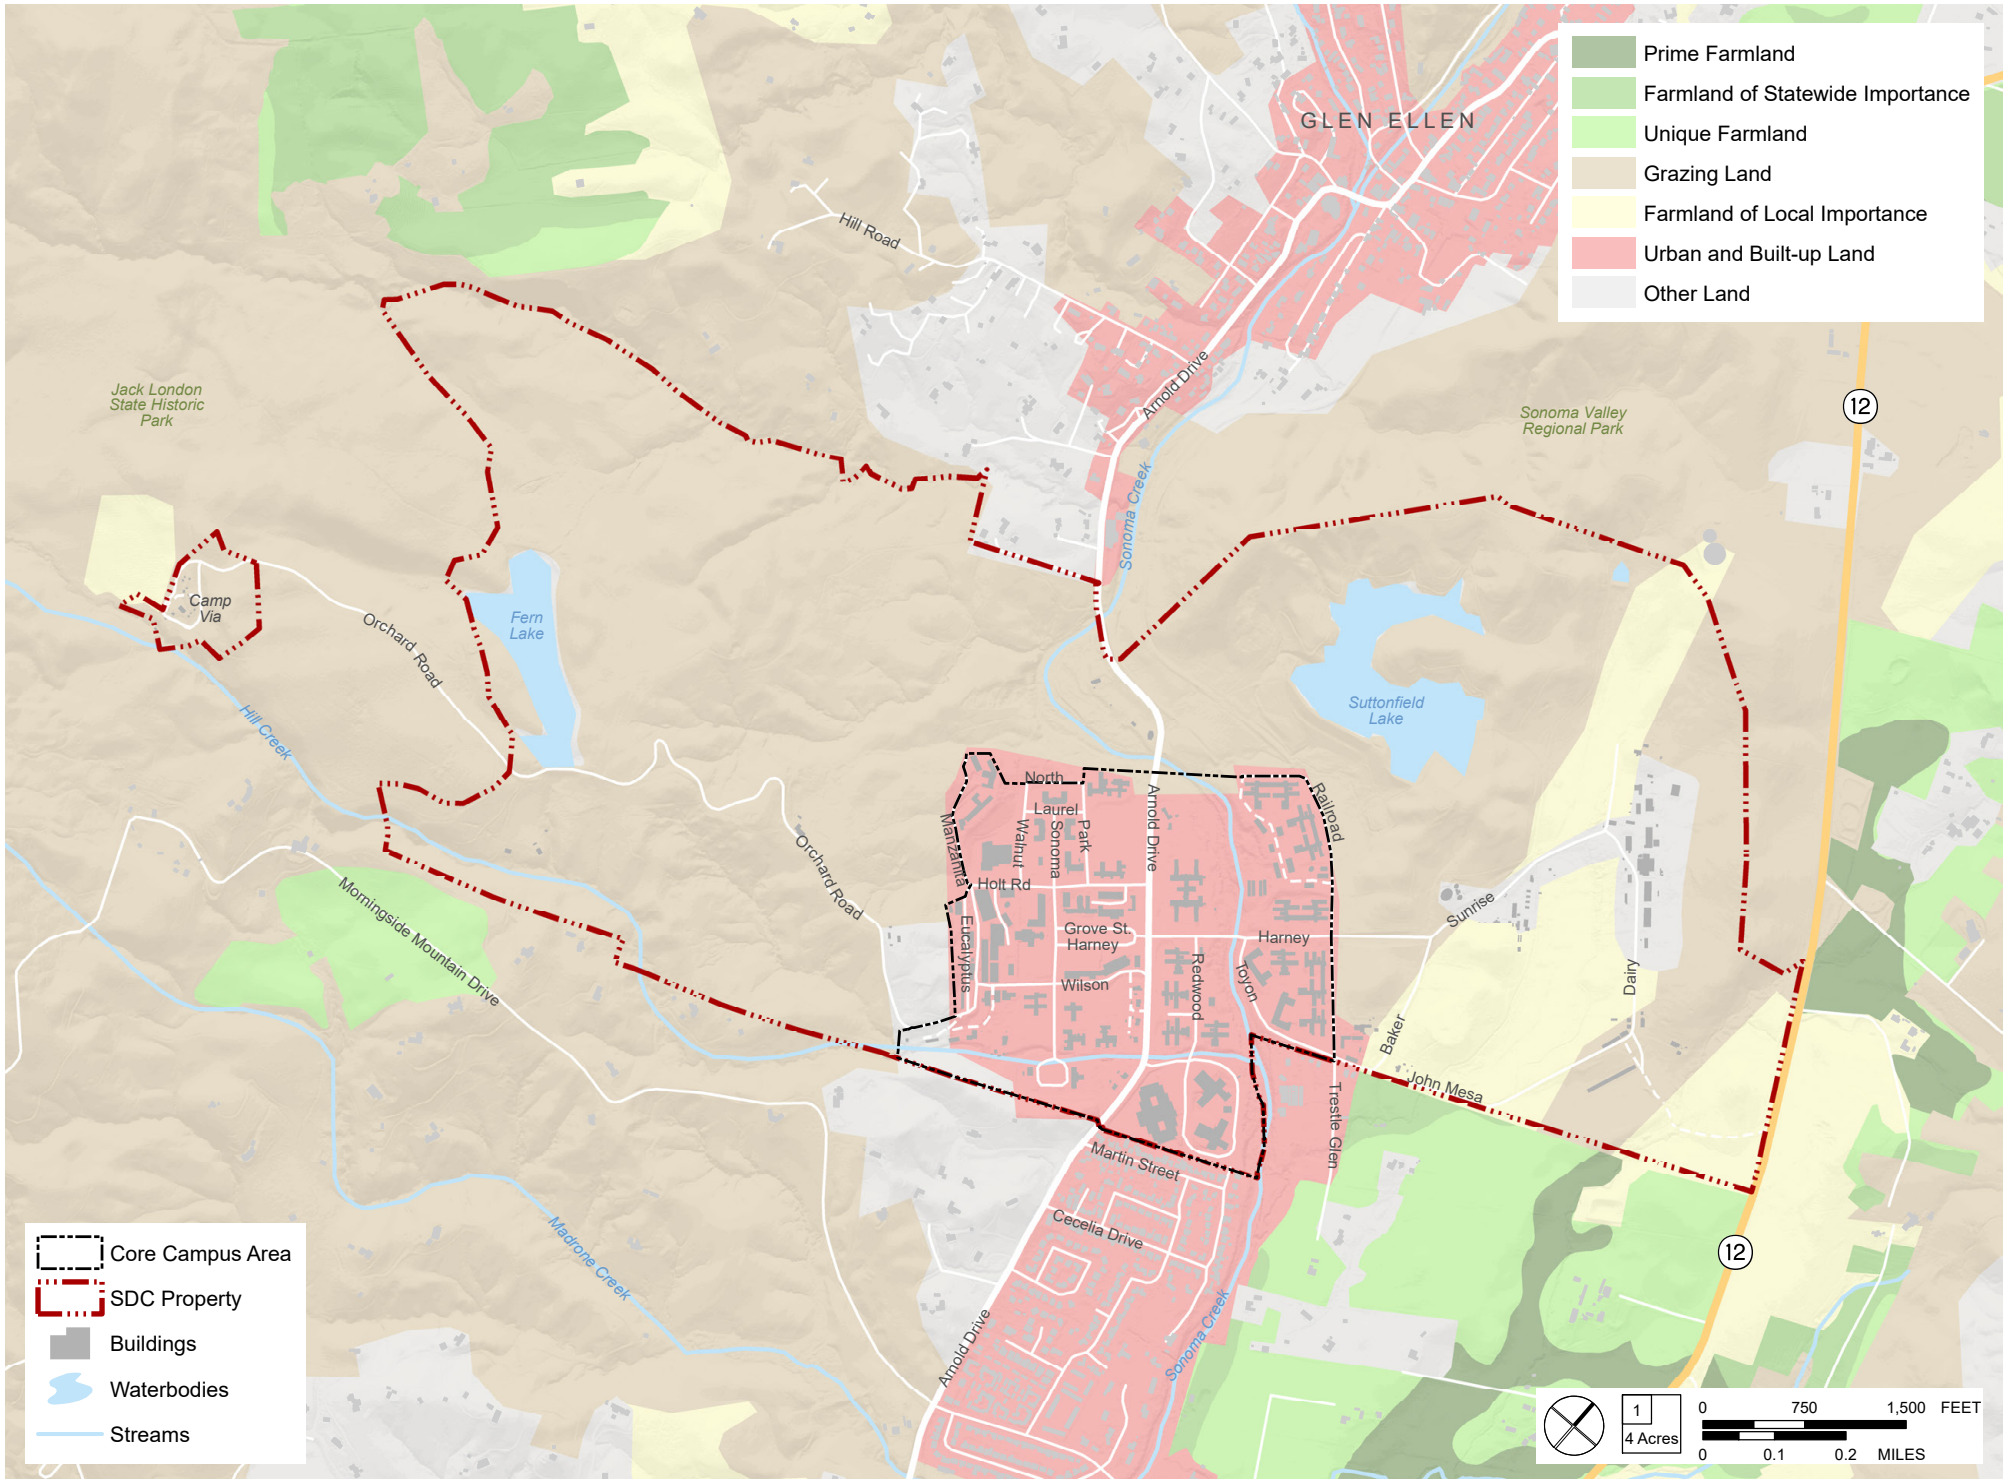 Prime Farmland
Farmland of Statewide Importance
Unique Farmland
Grazing Land
Farmland of Local Importance
Urban and Built-up Land
Other Land
GLEN ELLEN
Hill Road
Arnold Drive
Jack London
State Historic
Park
Sonoma Valley
Regional Park
12
Sonoma Creek
Camp
Via
Orchard Road
Fern
Lake
Suttonfield
Lake
Hill Creek
North
Laurel
Manzanita
Walnut
Sonoma
Park
Arnold Drive
Railroad
Orchard Road
Holt Rd
Morningside Mountain Drive
Eucalyptus
Grove St.
Harney
Harney
Sunrise
Wilson
Redwood
Toyon
Dairy
Baker
John Mesa
Trestle Glen
Martin Street
Cecelia Drive
Madrone Creek
Arnold Drive
Sonoma Creek
12
Core Campus Area
SDC Property
Buildings
Waterbodies
Streams
1
4 Acres
0 750 1,500 FEET
0 0.1 0.2 MILES